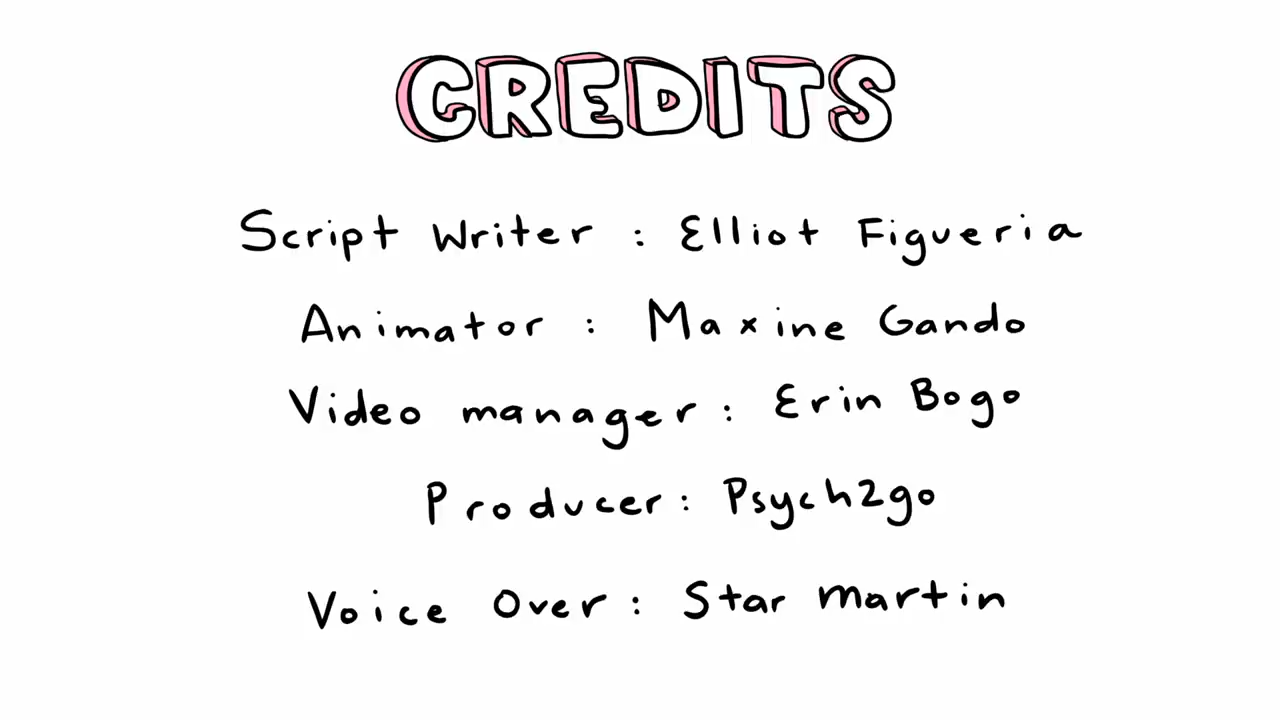 CREDITS
Script Writer : Elliot Figueria
Animator : Maxine Gando
Video manager : Erin Bogo
Producer : Psych2go
Voice Over : Star Martin